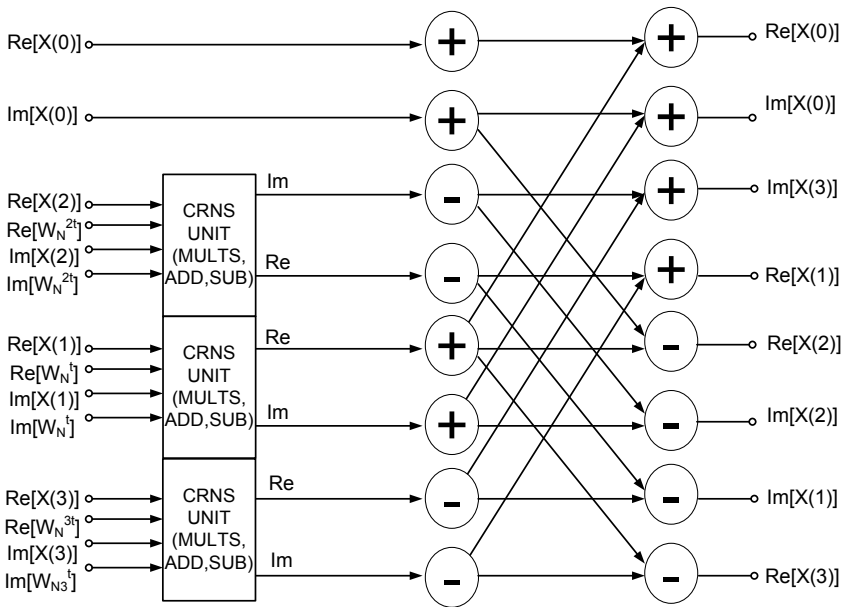 Re[X(0)]
Im[X(0)]
Re[X(2)]
Re[W_N^2t]
Im[X(2)]
Im[W_N^2t]
CRNS
UNIT
(MULTS,
ADD,SUB)
Im
Re
Re[X(1)]
Re[W_N^t]
Im[X(1)]
Im[W_N^t]
CRNS
UNIT
(MULTS,
ADD,SUB)
Re
Im
Re[X(3)]
Re[W_N^3t]
Im[X(3)]
Im[W_N3^t]
CRNS
UNIT
(MULTS,
ADD,SUB)
Re
Im
+
+
-
-
+
+
-
-
+
+
+
+
-
-
-
-
Re[X(0)]
Im[X(0)]
Im[X(3)]
Re[X(1)]
Re[X(2)]
Im[X(2)]
Im[X(1)]
Re[X(3)]